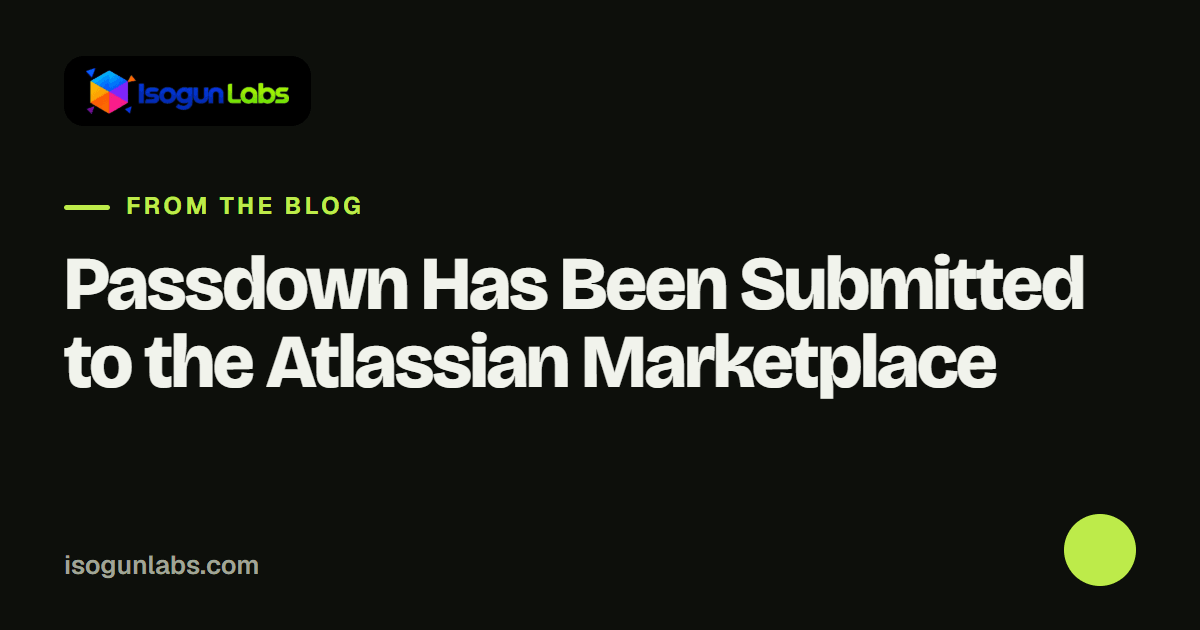 Isogun Labs
FROM THE BLOG
Passdown Has Been Submitted
to the Atlassian Marketplace
isogunlabs.com